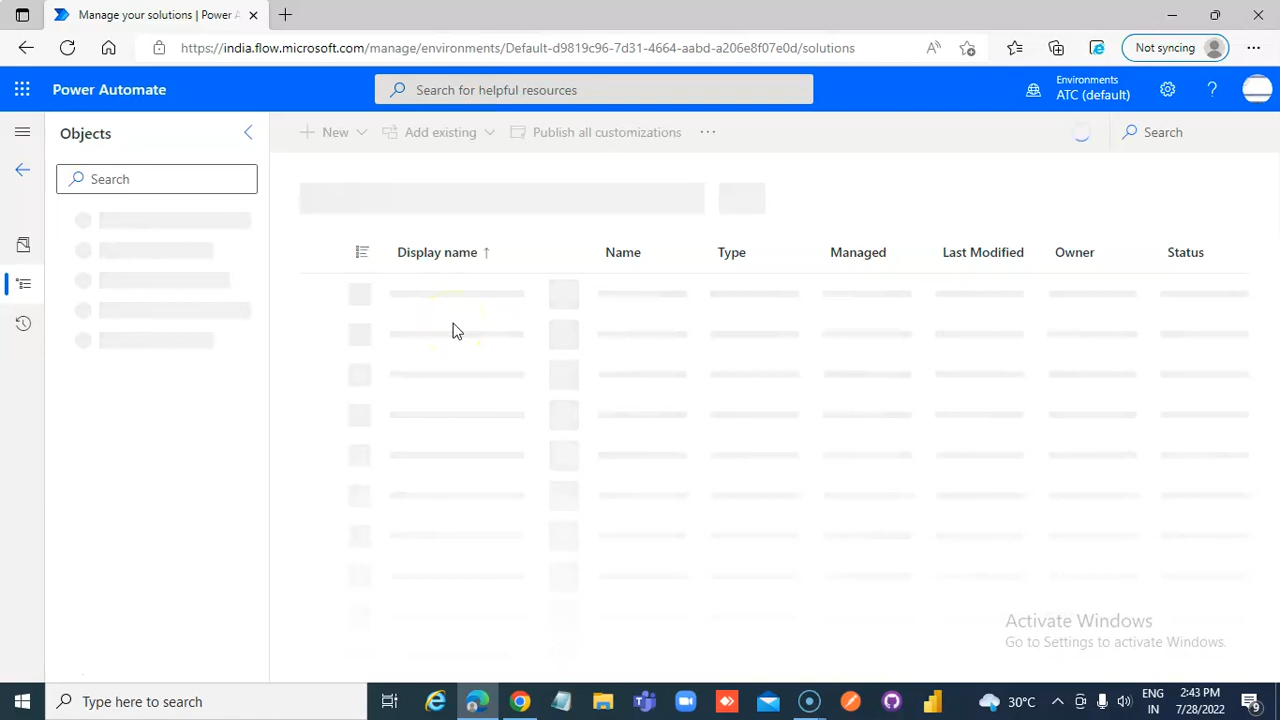 Manage your solutions | Power A
https://india.flow.microsoft.com/manage/environments/Default-d9819c96-7d31-4664-aabd-a206e8f07e0d/solutions
Not syncing
Power Automate
Search for helpful resources
Environments
ATC (default)
Objects
New
Add existing
Publish all customizations
Search
Search
Display name ↑
Name
Type
Managed
Last Modified
Owner
Status
Activate Windows
Go to Settings to activate Windows.
Type here to search
30°C
ENG
IN
2:43 PM
7/28/2022
9